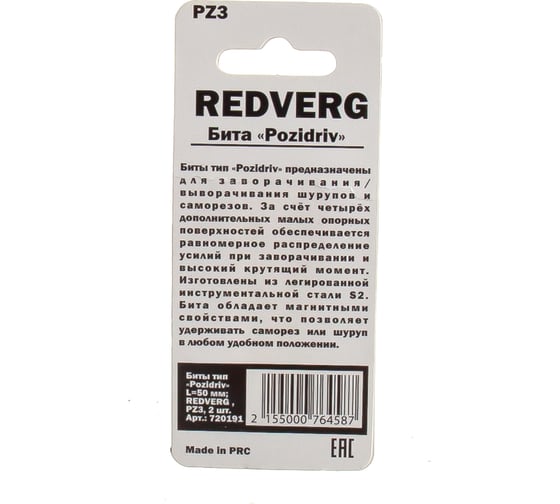 PZ3
REDVERG
Бита «Pozidriv»
Биты тип «Pozidriv» предназначены
для заворачивания/
выворачивания шурупов и
саморезов. За счёт четырёх
дополнительных малых опорных
поверхностей обеспечивается
равномерное распределение
усилий при заворачивании и
высокий крутящий момент.
Изготовлены из легированной
инструментальной стали S2.
Бита обладает магнитными
свойствами, что позволяет
удерживать саморез или шуруп
в любом удобном положении.
Биты тип
«Pozidriv»
L=50 мм;
REDVERG ,
PZ3, 2 шт.
Арт.: 720191
2 155000 764587
Made in PRC
EAC